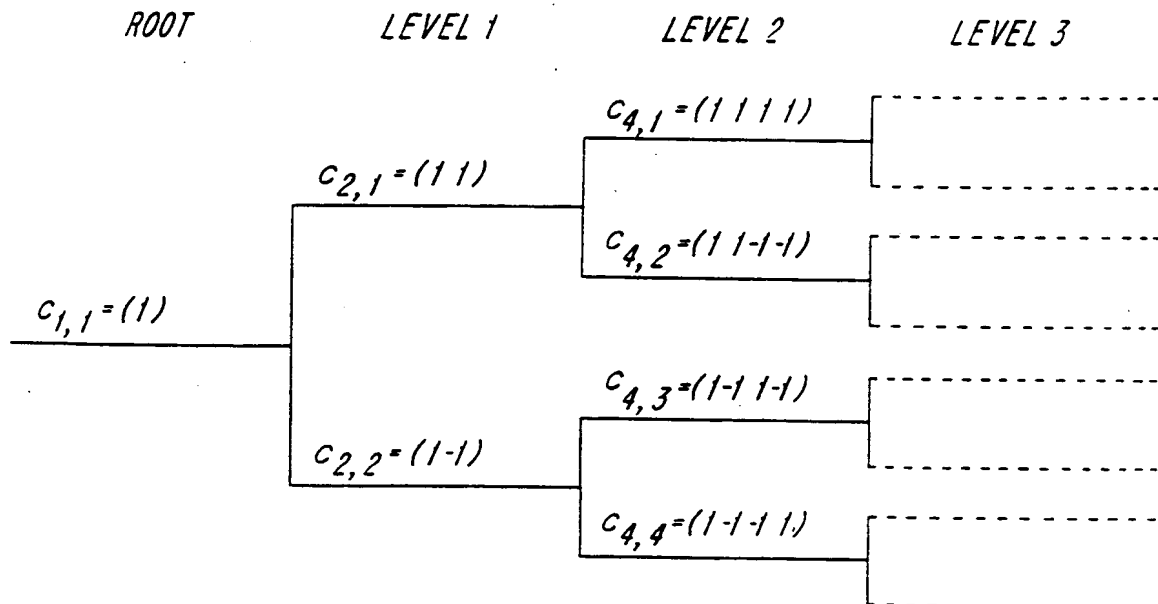 ROOT LEVEL 1 LEVEL 2 LEVEL 3
c4,1=(1 1 1 1)
c2,1=(1 1)
c4,2=(1 1-1-1)
c1,1=(1)
c4,3=(1-1 1-1)
c2,2=(1-1)
c4,4=(1-1-1 1)